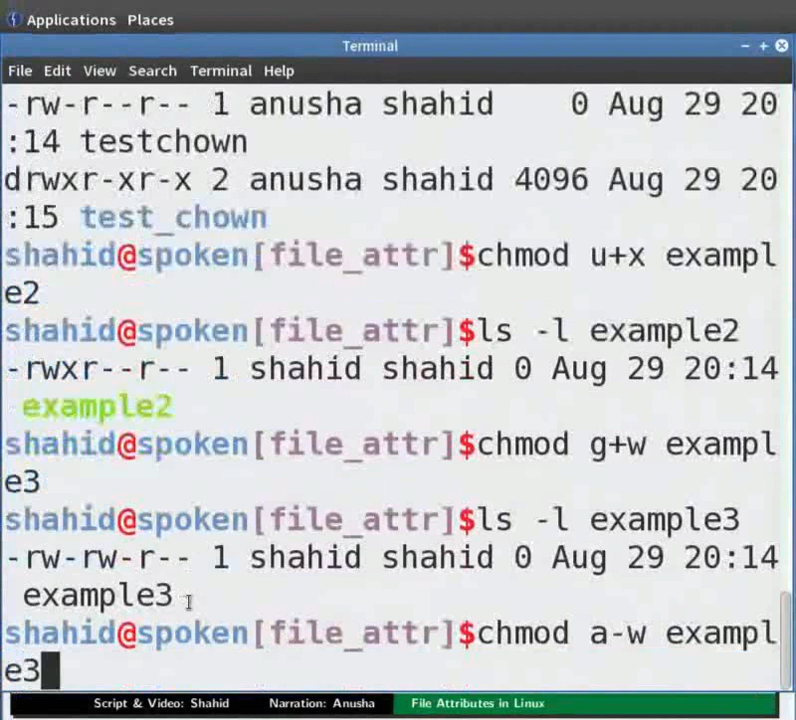 Applications Places
Terminal
File Edit View Search Terminal Help
-rw-r--r-- 1 anusha shahid    0 Aug 29 20
:14 testchown
drwxr-xr-x 2 anusha shahid 4096 Aug 29 20
:15 test_chown
shahid@spoken[file_attr]$chmod u+x exampl
e2
shahid@spoken[file_attr]$ls -l example2
-rwxr--r-- 1 shahid shahid 0 Aug 29 20:14
example2
shahid@spoken[file_attr]$chmod g+w exampl
e3
shahid@spoken[file_attr]$ls -l example3
-rw-rw-r-- 1 shahid shahid 0 Aug 29 20:14
example3
shahid@spoken[file_attr]$chmod a-w exampl
e3
Script & Video: Shahid Narration: Anusha File Attributes in Linux